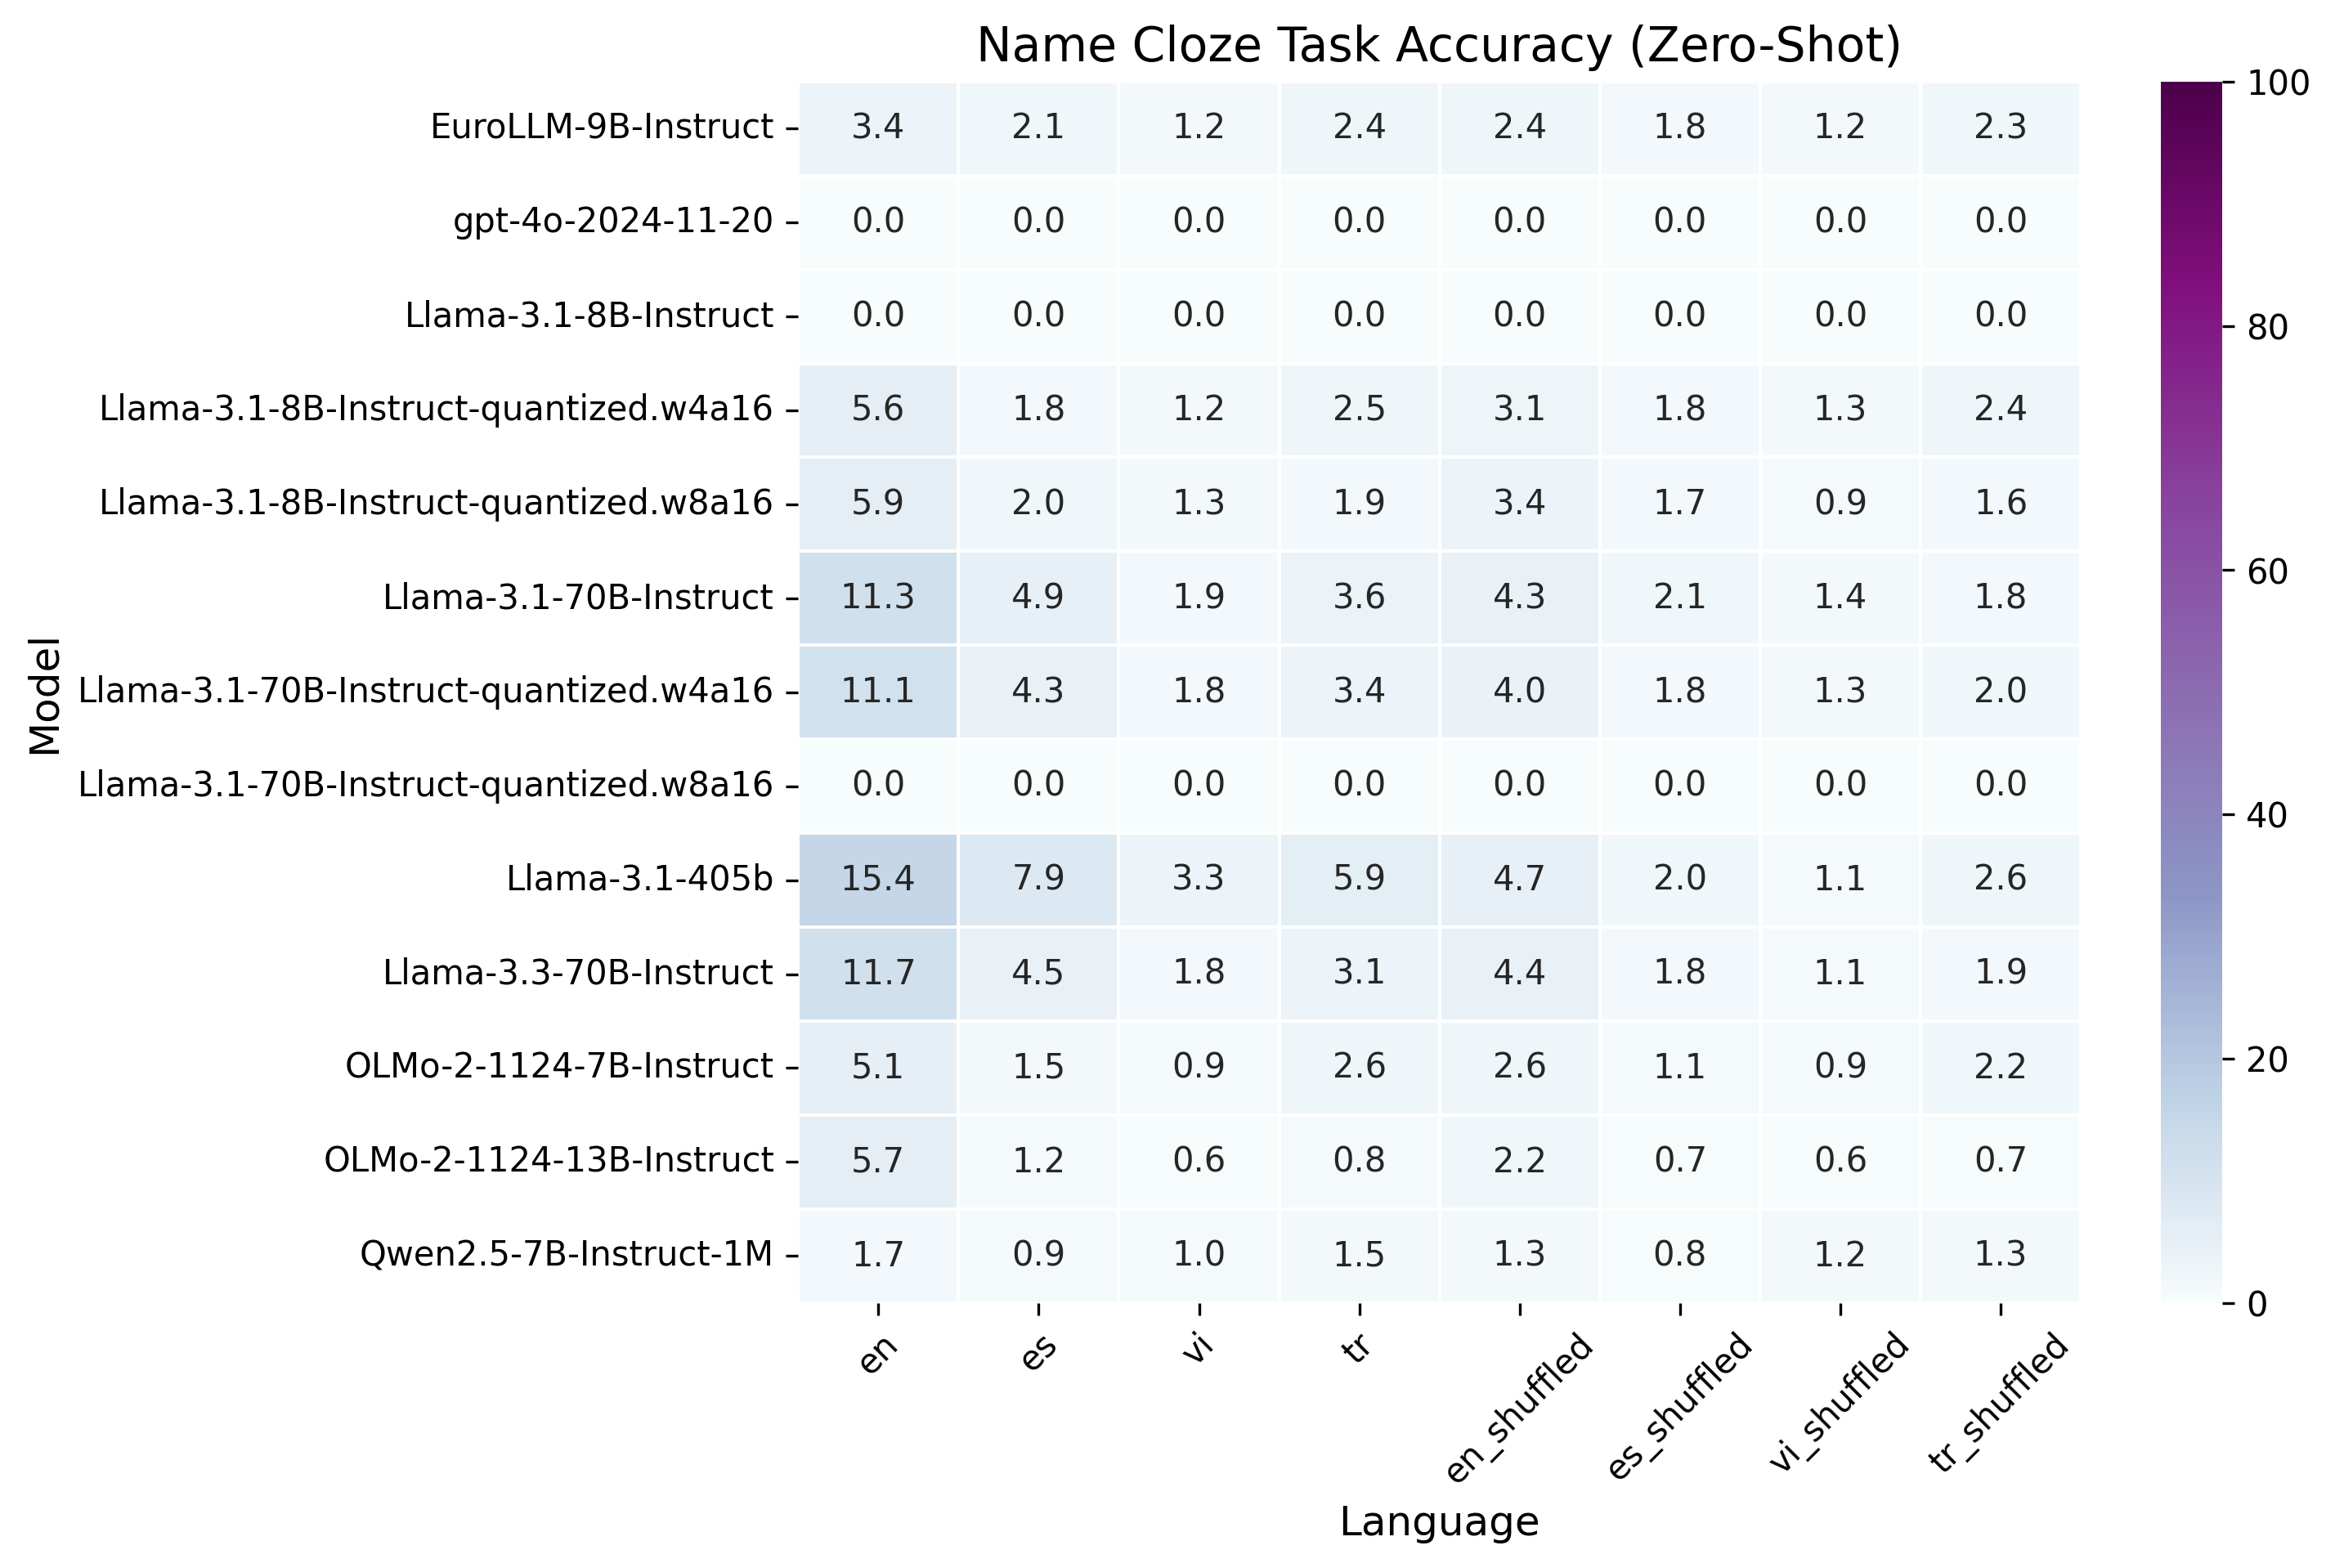 Name Cloze Task Accuracy (Zero-Shot)
Model
EuroLLM-9B-Instruct 3.4 2.1 1.2 2.4 2.4 1.8 1.2 2.3
gpt-4o-2024-11-20 0.0 0.0 0.0 0.0 0.0 0.0 0.0 0.0
Llama-3.1-8B-Instruct 0.0 0.0 0.0 0.0 0.0 0.0 0.0 0.0
Llama-3.1-8B-Instruct-quantized.w4a16 5.6 1.8 1.2 2.5 3.1 1.8 1.3 2.4
Llama-3.1-8B-Instruct-quantized.w8a16 5.9 2.0 1.3 1.9 3.4 1.7 0.9 1.6
Llama-3.1-70B-Instruct 11.3 4.9 1.9 3.6 4.3 2.1 1.4 1.8
Llama-3.1-70B-Instruct-quantized.w4a16 11.1 4.3 1.8 3.4 4.0 1.8 1.3 2.0
Llama-3.1-70B-Instruct-quantized.w8a16 0.0 0.0 0.0 0.0 0.0 0.0 0.0 0.0
Llama-3.1-405b 15.4 7.9 3.3 5.9 4.7 2.0 1.1 2.6
Llama-3.3-70B-Instruct 11.7 4.5 1.8 3.1 4.4 1.8 1.1 1.9
OLMo-2-1124-7B-Instruct 5.1 1.5 0.9 2.6 2.6 1.1 0.9 2.2
OLMo-2-1124-13B-Instruct 5.7 1.2 0.6 0.8 2.2 0.7 0.6 0.7
Qwen2.5-7B-Instruct-1M 1.7 0.9 1.0 1.5 1.3 0.8 1.2 1.3
en es vi tr en_shuffled es_shuffled vi_shuffled tr_shuffled
Language
100
80
60
40
20
0